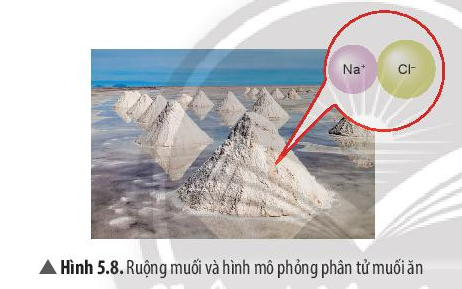 Na⁺ Cl⁻
▲ Hình 5.8. Ruộng muối và hình mô phỏng phân tử muối ăn